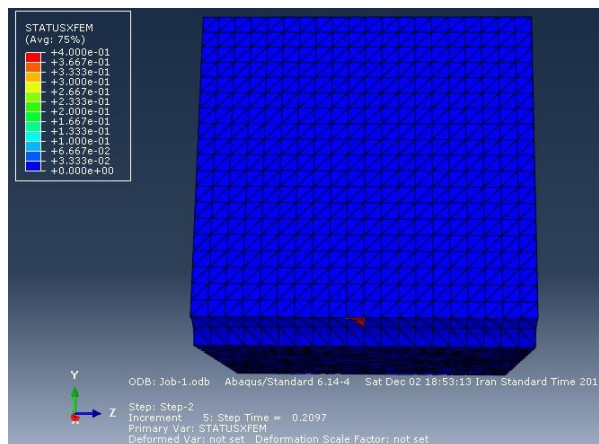 STATUSXFEM
(Avg: 75%)
+4.000e-01
+3.667e-01
+3.333e-01
+3.000e-01
+2.667e-01
+2.333e-01
+2.000e-01
+1.667e-01
+1.333e-01
+1.000e-01
+6.667e-02
+3.333e-02
+0.000e+00
Y
Z
X
ODB: Job-1.odb Abaqus/Standard 6.14-4 Sat Dec 02 18:53:13 Iran Standard Time 201
Step: Step-2
Increment 5: Step Time = 0.2097
Primary Var: STATUSXFEM
Deformed Var: not set Deformation Scale Factor: not set